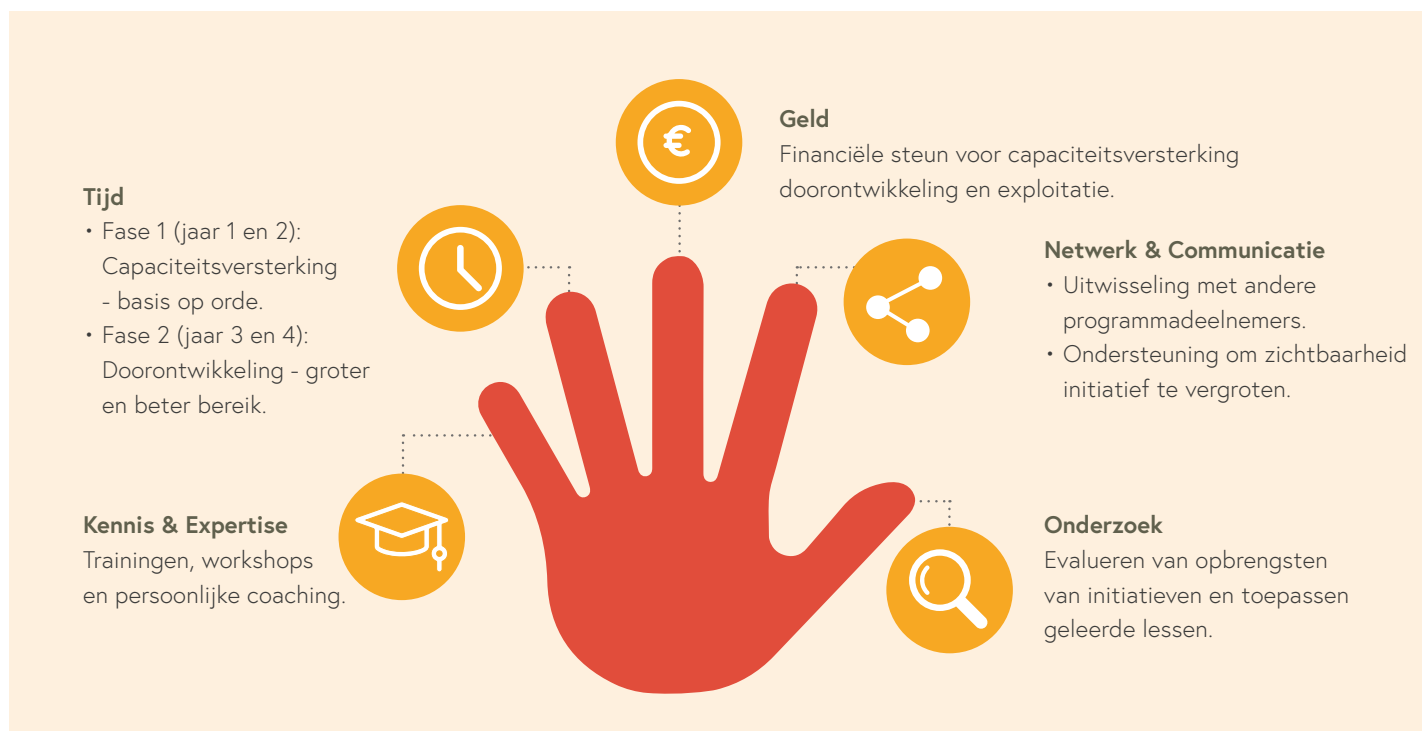 Geld
Financiële steun voor capaciteitsversterking
doorontwikkeling en exploitatie.
€
Tijd
• Fase 1 (jaar 1 en 2):
Capaciteitsversterking
- basis op orde.
• Fase 2 (jaar 3 en 4):
Doorontwikkeling - groter
en beter bereik.
Netwerk & Communicatie
• Uitwisseling met andere
programmadeelnemers.
• Ondersteuning om zichtbaarheid
initiatief te vergroten.
Kennis & Expertise
Trainingen, workshops
en persoonlijke coaching.
Onderzoek
Evalueren van opbrengsten
van initiatieven en toepassen
geleerde lessen.